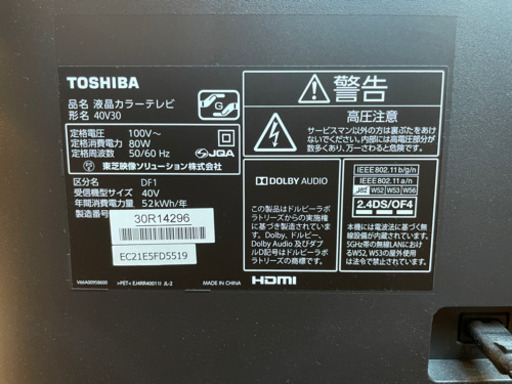 TOSHIBA
品名 液晶カラーテレビ
形名 40V30
定格電圧 100V~
定格消費電力 80W
定格周波数 50/60 Hz
JQA
東芝映像ソリューション株式会社
区分名 DF1
受信機型サイズ 40V
年間消費電力量 52kWh/年
製造番号
30R14296
EC21E5FD5519
MADE IN CHINA
警告
高圧注意
サービスマン以外の方は裏ぶたをあけないでください。内部には高電圧部分が数多くあり、万一さわると危険です。
DOLBY AUDIO
この製品はドルビーラボ
ラトリーズからの実施権
に基づき製造されていま
す。Dolby、ドルビー、
Dolby Audio及びダブ
ルD記号はドルビーラボ
ラトリーズの商標です。
HDMI
IEEE802.11b/g/n
IEEE802.11a/n
W52 W53 W56
2.4DS/OF4
本機には電波法に基づく無
線設備が内蔵されています。
5GHz帯の無線LANにおけ
るW52、W53の屋外使用
は法令で禁止されています。